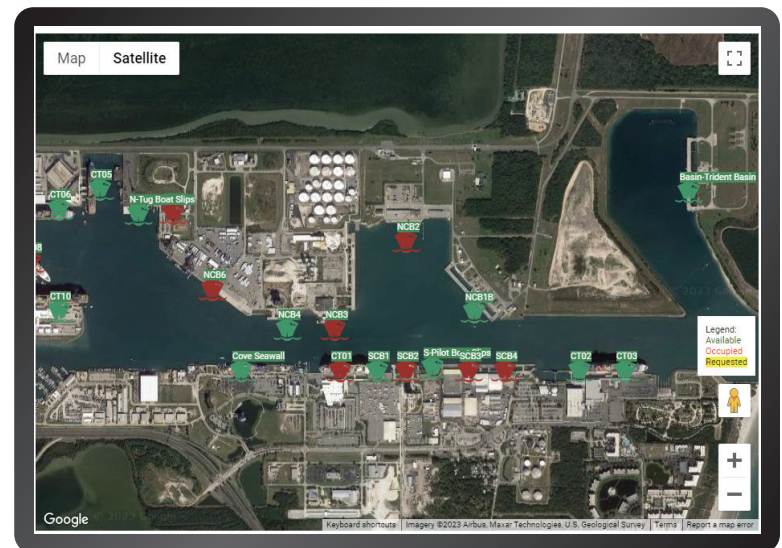 Map
Satellite
CT05
CT06
N-Tug Boat Slips
Basin-Trident Basin
NCB2
NCB6
CT10
NCB1B
NCB4
NCB3
Legend:
Available
Occupied
Requested
Cove Seawall
CT01
SCB1
SCB2
SCB3
SCB4
CT02
CT03
Google
Keyboard shortcuts
Imagery ©2023 Airbus, Maxar Technologies, U.S. Geological Survey
Terms
Report a map error